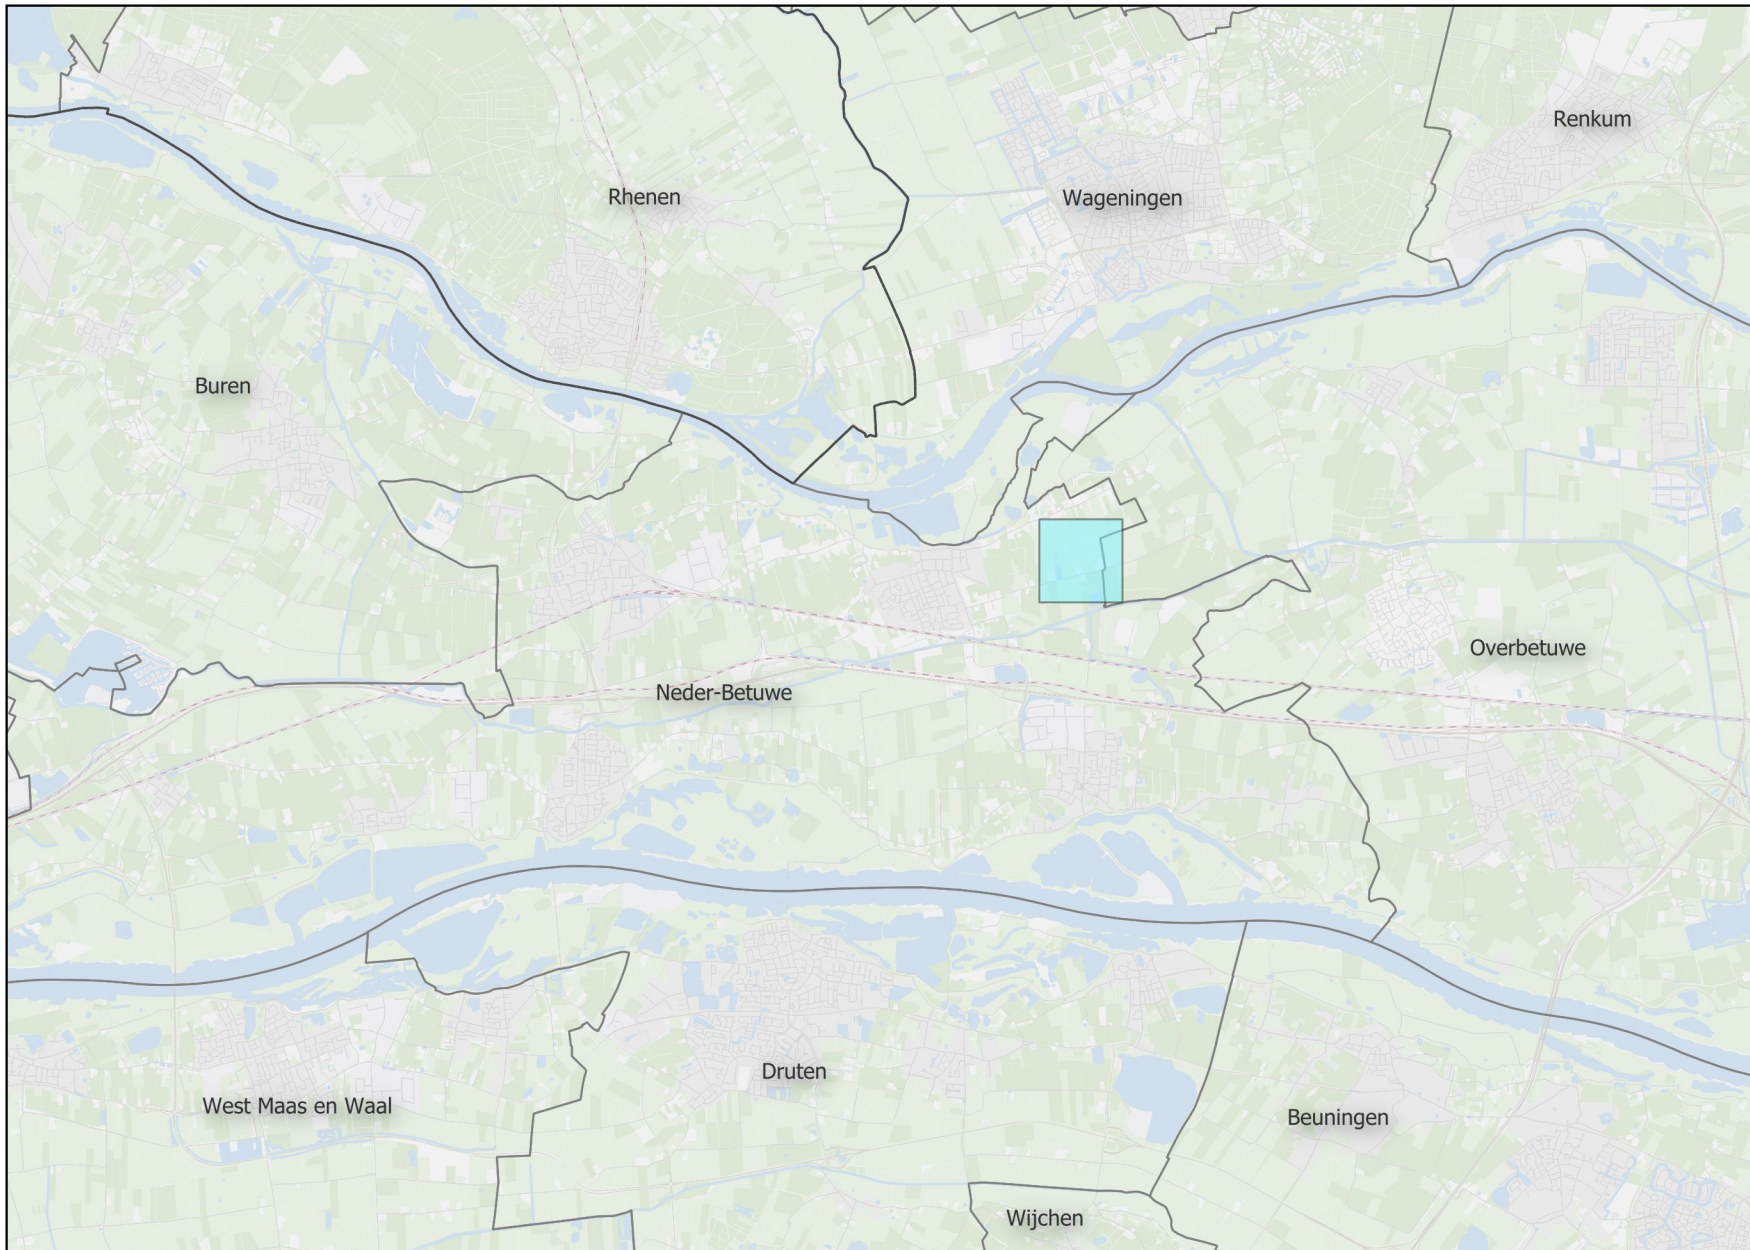 Renkum
Rhenen
Wageningen
Buren
Overbetuwe
Neder-Betuwe
Druten
West Maas en Waal
Beuningen
Wijchen